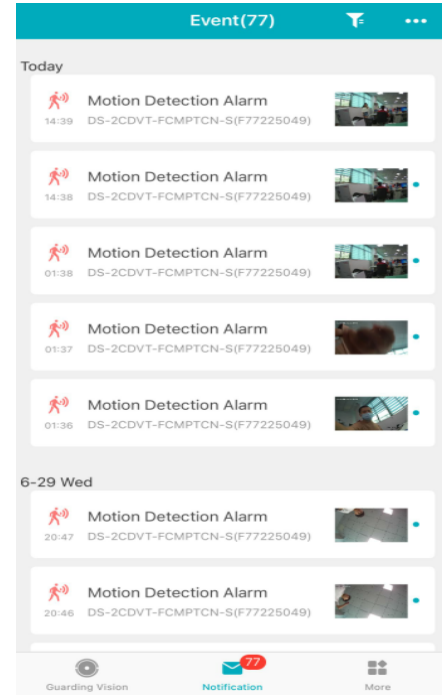 Event(77)
Today
Motion Detection Alarm
14:39 DS-2CDVT-FCMPTCN-S(F77225049)
Motion Detection Alarm
14:38 DS-2CDVT-FCMPTCN-S(F77225049)
Motion Detection Alarm
01:38 DS-2CDVT-FCMPTCN-S(F77225049)
Motion Detection Alarm
01:37 DS-2CDVT-FCMPTCN-S(F77225049)
Motion Detection Alarm
01:36 DS-2CDVT-FCMPTCN-S(F77225049)
6-29 Wed
Motion Detection Alarm
20:47 DS-2CDVT-FCMPTCN-S(F77225049)
Motion Detection Alarm
20:46 DS-2CDVT-FCMPTCN-S(F77225049)
77
Guarding Vision Notification More